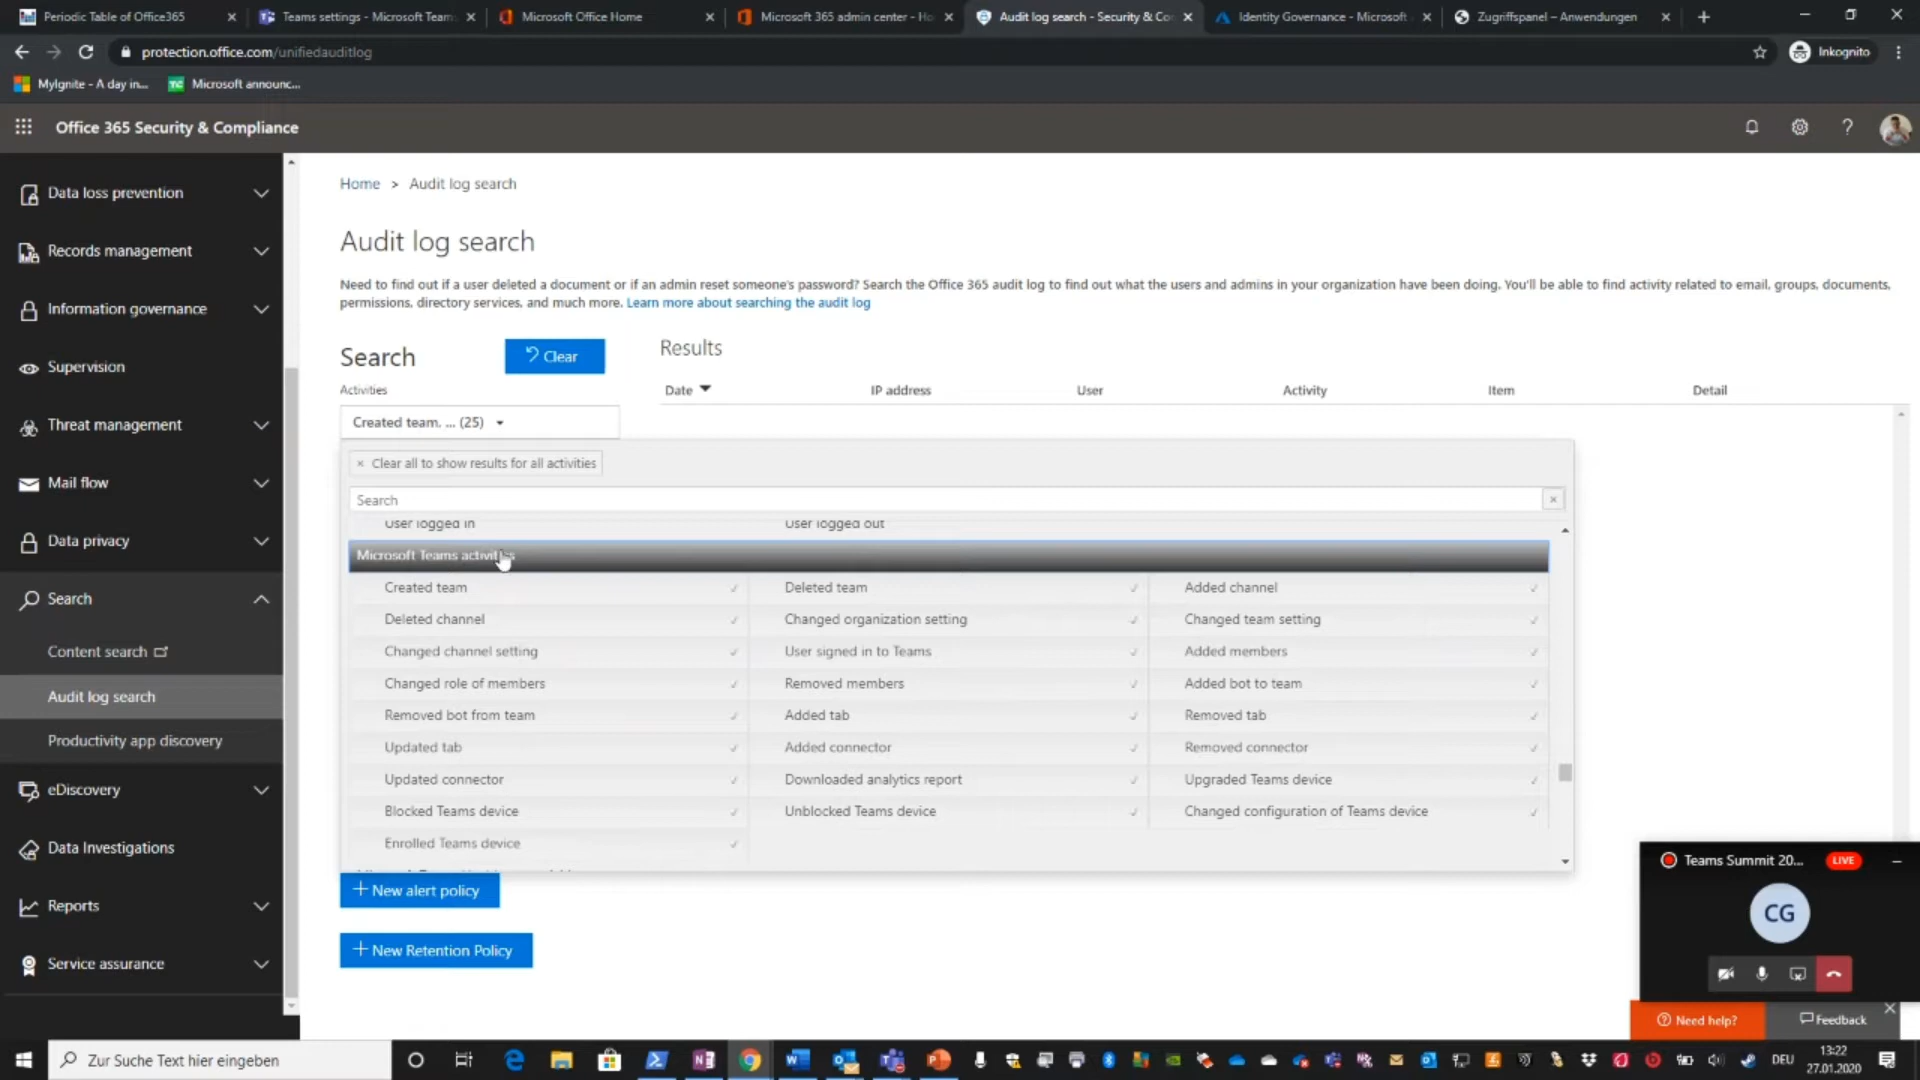 Periodic Table of Office365
Teams settings - Microsoft Team
Microsoft Office Home
Microsoft 365 admin center - Ho
Audit log search - Security & Co
Identity Governance - Microsoft
Zugriffspanel – Anwendungen
protection.office.com/unifiedauditlog
Inkognito
MyIgnite - A day in...
Microsoft announc...
Office 365 Security & Compliance
Data loss prevention
Records management
Information governance
Supervision
Threat management
Mail flow
Data privacy
Search
Content search
Audit log search
Productivity app discovery
eDiscovery
Data Investigations
Reports
Service assurance
Home > Audit log search
Audit log search
Need to find out if a user deleted a document or if an admin reset someone's password? Search the Office 365 audit log to find out what the users and admins in your organization have been doing. You'll be able to find activity related to email, groups, documents,
permissions, directory services, and much more. Learn more about searching the audit log
Search
Clear
Results
Activities
Date
IP address
User
Activity
Item
Detail
Created team, ... (25)
× Clear all to show results for all activities
Search
User logged in
User logged out
Microsoft Teams activities
Created team
Deleted team
Added channel
Deleted channel
Changed organization setting
Changed team setting
Changed channel setting
User signed in to Teams
Added members
Changed role of members
Removed members
Added bot to team
Removed bot from team
Added tab
Removed tab
Updated tab
Added connector
Removed connector
Updated connector
Downloaded analytics report
Upgraded Teams device
Blocked Teams device
Unblocked Teams device
Changed configuration of Teams device
Enrolled Teams device
+ New alert policy
+ New Retention Policy
Teams Summit 20...
LIVE
CG
Need help?
Feedback
Zur Suche Text hier eingeben
DEU
13:22
27.01.2020